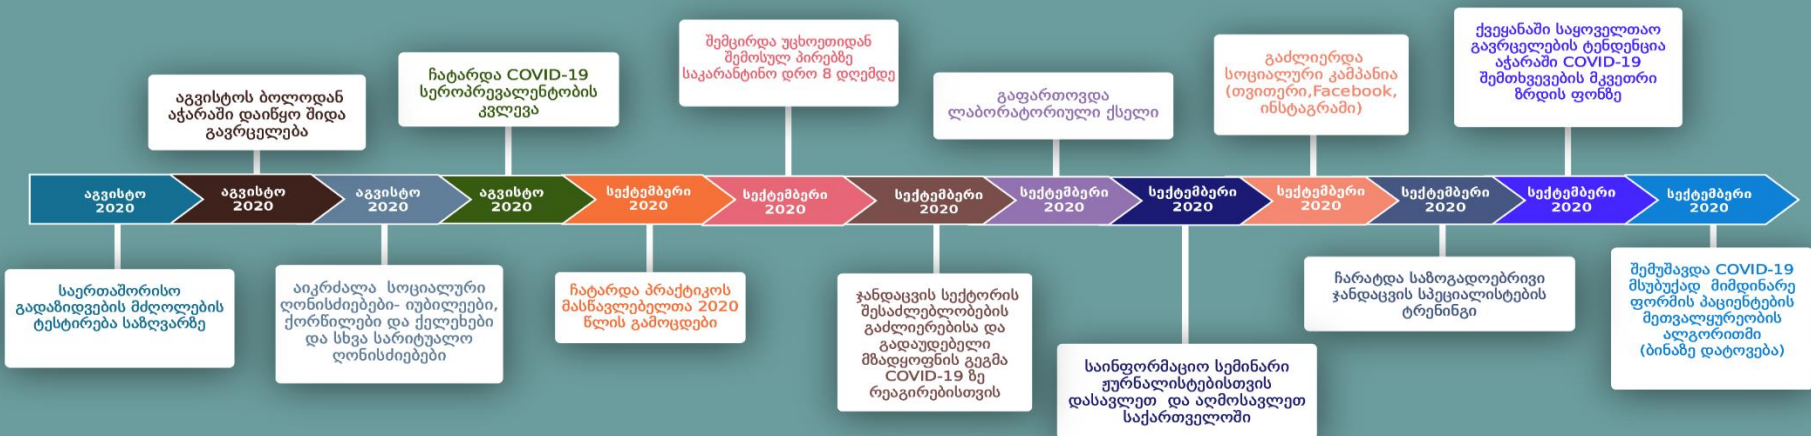 აგვისტოს ბოლოდან
აჭარაში დაიწყო შიდა
გავრცელება
ჩატარდა COVID-19
სეროპრევალენტობის
კვლევა
შემცირდა უცხოეთიდან
შემოსულ პირებზე
საკარანტინო დრო 8 დღემდე
გაფართოვდა
ლაბორატორიული ქსელი
გაძლიერდა
სოციალური კამპანია
(თვითერი,Facebook,
ინსტაგრამი)
ქვეყანაში საყოველთაო
გავრცელების ტენდენცია
აჭარაში COVID-19
შემთხვევების მკვეთრი
ზრდის ფონზე
აგვისტო
2020
აგვისტო
2020
აგვისტო
2020
აგვისტო
2020
სექტემბერი
2020
სექტემბერი
2020
სექტემბერი
2020
სექტემბერი
2020
სექტემბერი
2020
სექტემბერი
2020
სექტემბერი
2020
სექტემბერი
2020
სექტემბერი
2020
საერთაშორისო
გადაზიდვების მძღოლების
ტესტირება საზღვარზე
აიკრძალა სოციალური
ღონისძიებები- იუბილეები,
ქორწილები და ქელეხები
და სხვა სარიტუალო
ღონისძიებები
ჩატარდა პრაქტიკოს
მასწავლებელთა 2020
წლის გამოცდები
ჯანდაცვის სექტორის
შესაძლებლობების
გაძლიერებისა და
გადაუდებელი
მზადყოფნის გეგმა
COVID-19 ზე
რეაგირებისთვის
საინფორმაციო სემინარი
ჟურნალისტებისთვის
დასავლეთ და აღმოსავლეთ
საქართველოში
ჩარატდა საზოგადოებრივი
ჯანდაცვის სპეციალისტების
ტრენინგი
შემუშავდა COVID-19
მსუბუქად მიმდინარე
ფორმის პაციენტების
მეთვალყურეობის
ალგორითმი
(ბინაზე დატოვება)